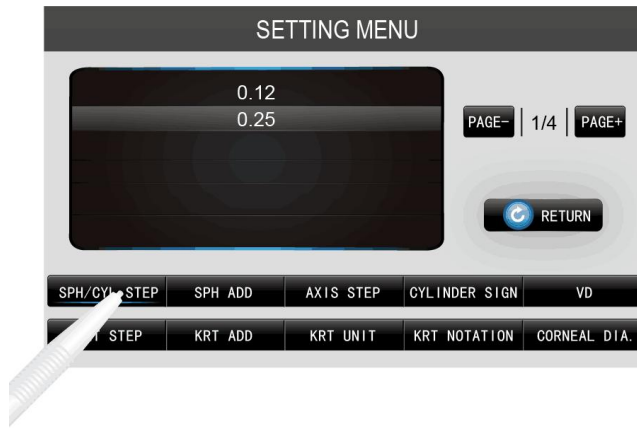 SETTING MENU
0.12
0.25
PAGE- 1/4 PAGE+
RETURN
SPH/CYL STEP SPH ADD AXIS STEP CYLINDER SIGN VD
STEP KRT ADD KRT UNIT KRT NOTATION CORNEAL DIA.